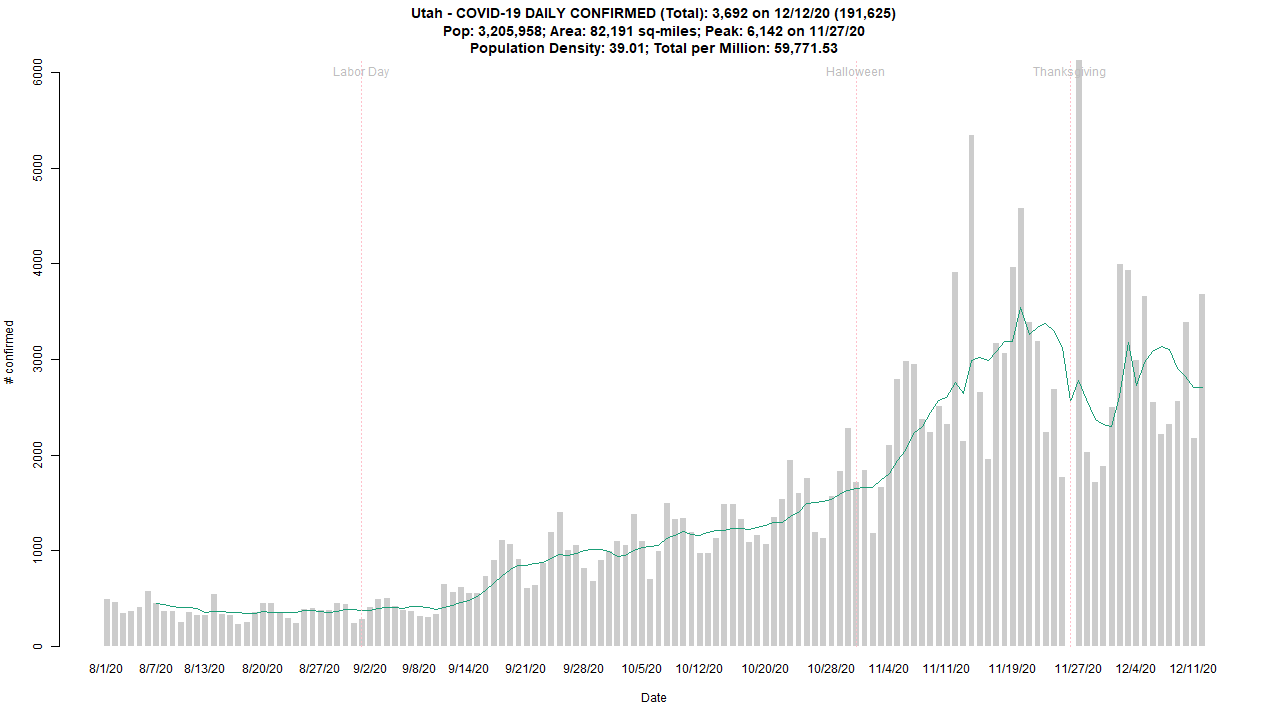 Utah - COVID-19 DAILY CONFIRMED (Total): 3,692 on 12/12/20 (191,625)
Pop: 3,205,958; Area: 82,191 sq-miles; Peak: 6,142 on 11/27/20
Population Density: 39.01; Total per Million: 59,771.53
Labor Day
Halloween
Thanksgiving
6000
5000
4000
3000
2000
1000
0
# confirmed
8/1/20 8/7/20 8/13/20 8/20/20 8/27/20 9/2/20 9/8/20 9/14/20 9/21/20 9/28/20 10/5/20 10/12/20 10/20/20 10/28/20 11/4/20 11/11/20 11/19/20 11/27/20 12/4/20 12/11/20
Date